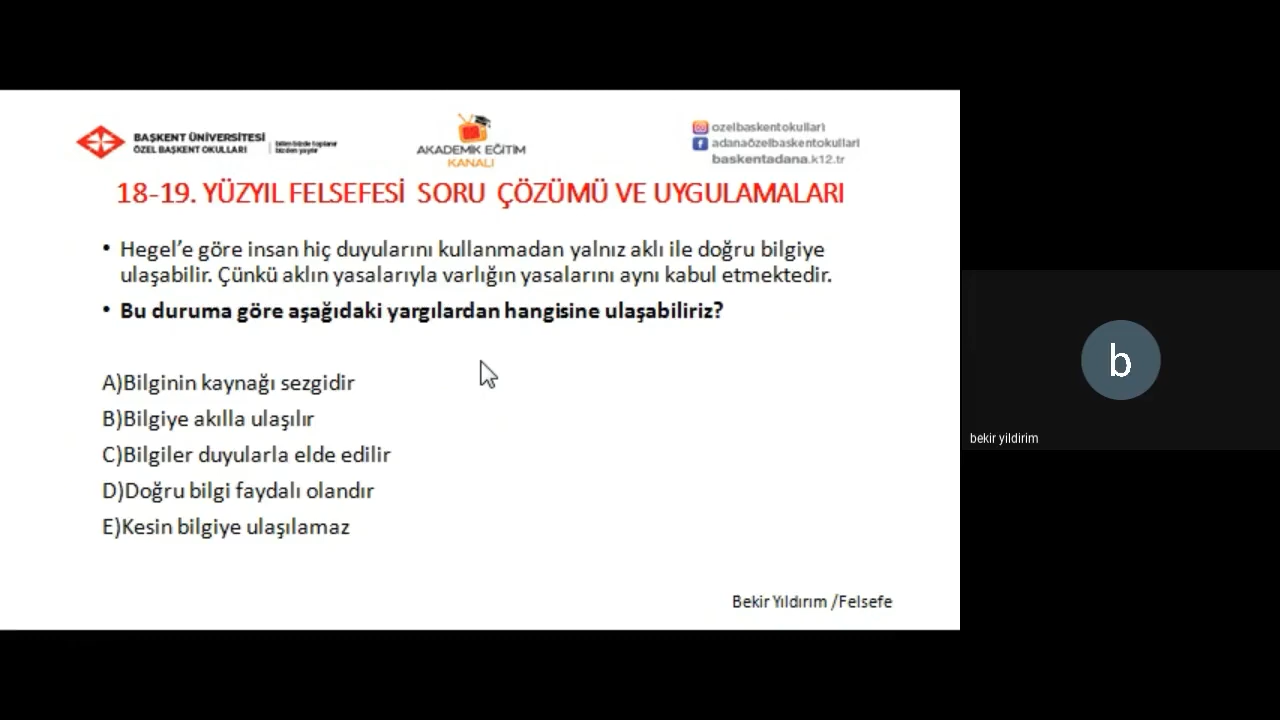 BAŞKENT ÜNİVERSİTESİ
ÖZEL BAŞKENT OKULLARI
AKADEMİK EĞİTİM
KANALI
ozelbaskentokullari
adanaözelbaskentokullari
baskentadana.k12.tr
18-19. YÜZYIL FELSEFESİ SORU ÇÖZÜMÜ VE UYGULAMALARI
• Hegel’e göre insan hiç duyularını kullanmadan yalnız aklı ile doğru bilgiye
ulaşabilir. Çünkü aklın yasalarıyla varlığın yasalarını aynı kabul etmektedir.
• Bu duruma göre aşağıdaki yargılardan hangisine ulaşabiliriz?
A)Bilginin kaynağı sezgidir
B)Bilgiye akılla ulaşılır
C)Bilgiler duyularla elde edilir
D)Doğru bilgi faydalı olandır
E)Kesin bilgiye ulaşılamaz
Bekir Yıldırım /Felsefe
b
bekir yildirim